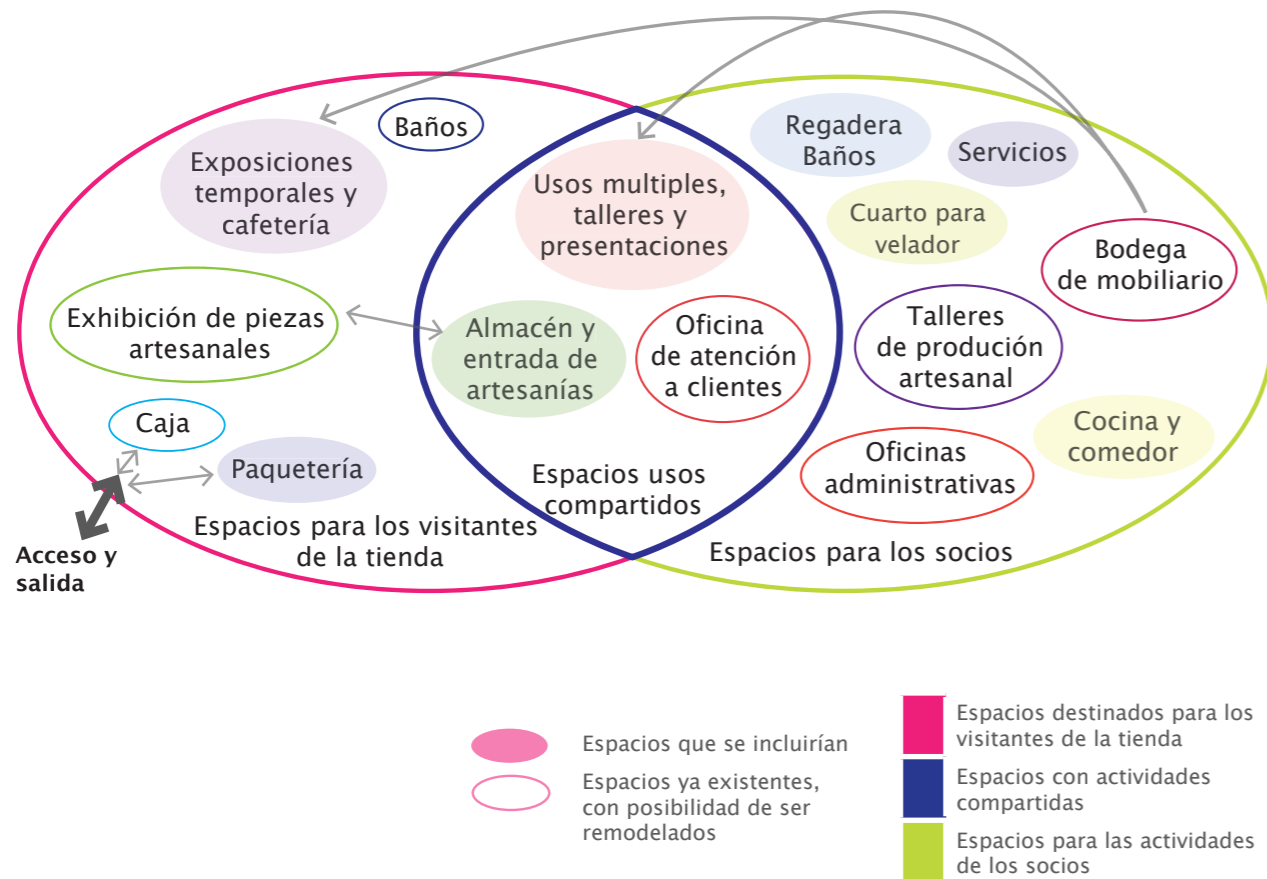 Baños
Exposiciones
temporales y
cafetería
Exhibición de piezas
artesanales
Caja
Paquetería
Acceso y
salida
Espacios para los visitantes
de la tienda
Usos multiples,
talleres y
presentaciones
Almacén y
entrada de
artesanías
Oficina
de atención
a clientes
Espacios usos
compartidos
Regadera
Baños
Servicios
Cuarto para
velador
Bodega
de mobiliario
Talleres
de produción
artesanal
Cocina y
comedor
Oficinas
administrativas
Espacios para los socios
Espacios que se incluirían
Espacios ya existentes,
con posibilidad de ser
remodelados
Espacios destinados para los
visitantes de la tienda
Espacios con actividades
compartidas
Espacios para las actividades
de los socios